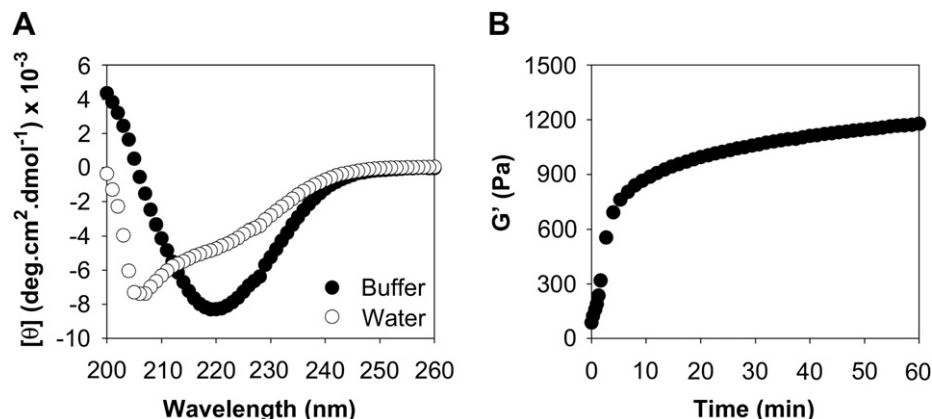 A
[θ] (deg.cm².dmol⁻¹) x 10⁻³
6
4
2
0
-2
-4
-6
-8
-10
Buffer
Water
200 210 220 230 240 250 260
Wavelength (nm)
B
G' (Pa)
1500
1200
900
600
300
0
0 10 20 30 40 50 60
Time (min)